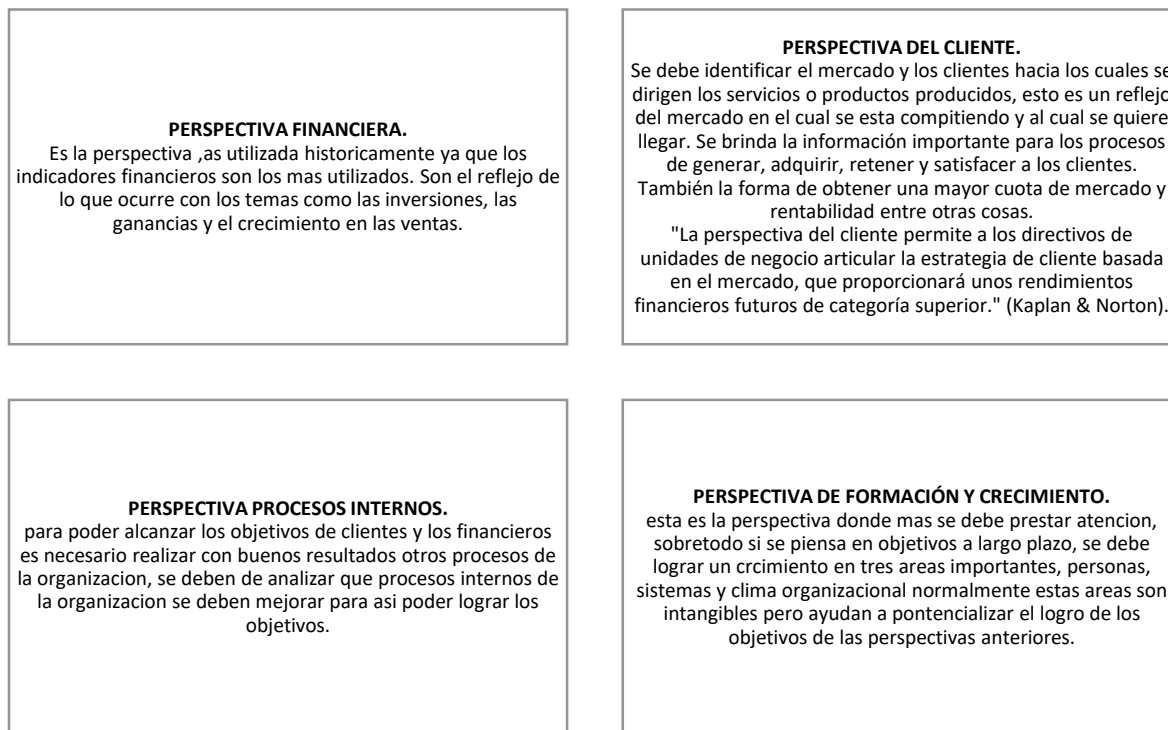 PERSPECTIVA FINANCIERA.
Es la perspectiva ,as utilizada historicamente ya que los
indicadores financieros son los mas utilizados. Son el reflejo de
lo que ocurre con los temas como las inversiones, las
ganancias y el crecimiento en las ventas.
PERSPECTIVA DEL CLIENTE.
Se debe identificar el mercado y los clientes hacia los cuales se
dirigen los servicios o productos producidos, esto es un reflejo
del mercado en el cual se esta compitiendo y al cual se quiere
llegar. Se brinda la información importante para los procesos
de generar, adquirir, retener y satisfacer a los clientes.
También la forma de obtener una mayor cuota de mercado y
rentabilidad entre otras cosas.
"La perspectiva del cliente permite a los directivos de
unidades de negocio articular la estrategia de cliente basada
en el mercado, que proporcionará unos rendimientos
financieros futuros de categoría superior." (Kaplan & Norton).
PERSPECTIVA PROCESOS INTERNOS.
para poder alcanzar los objetivos de clientes y los financieros
es necesario realizar con buenos resultados otros procesos de
la organizacion, se deben de analizar que procesos internos de
la organizacion se deben mejorar para asi poder lograr los
objetivos.
PERSPECTIVA DE FORMACIÓN Y CRECIMIENTO.
esta es la perspectiva donde mas se debe prestar atencion,
sobretodo si se piensa en objetivos a largo plazo, se debe
lograr un crcimiento en tres areas importantes, personas,
sistemas y clima organizacional normalmente estas areas son
intangibles pero ayudan a pontencializar el logro de los
objetivos de las perspectivas anteriores.